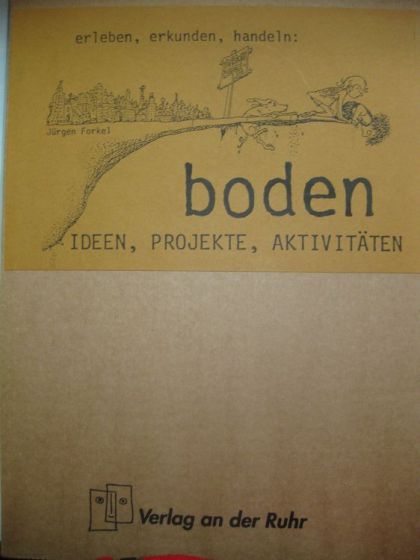 erleben, erkunden, handeln:
Jürgen Forkel
boden
IDEEN, PROJEKTE, AKTIVITÄTEN
Verlag an der Ruhr